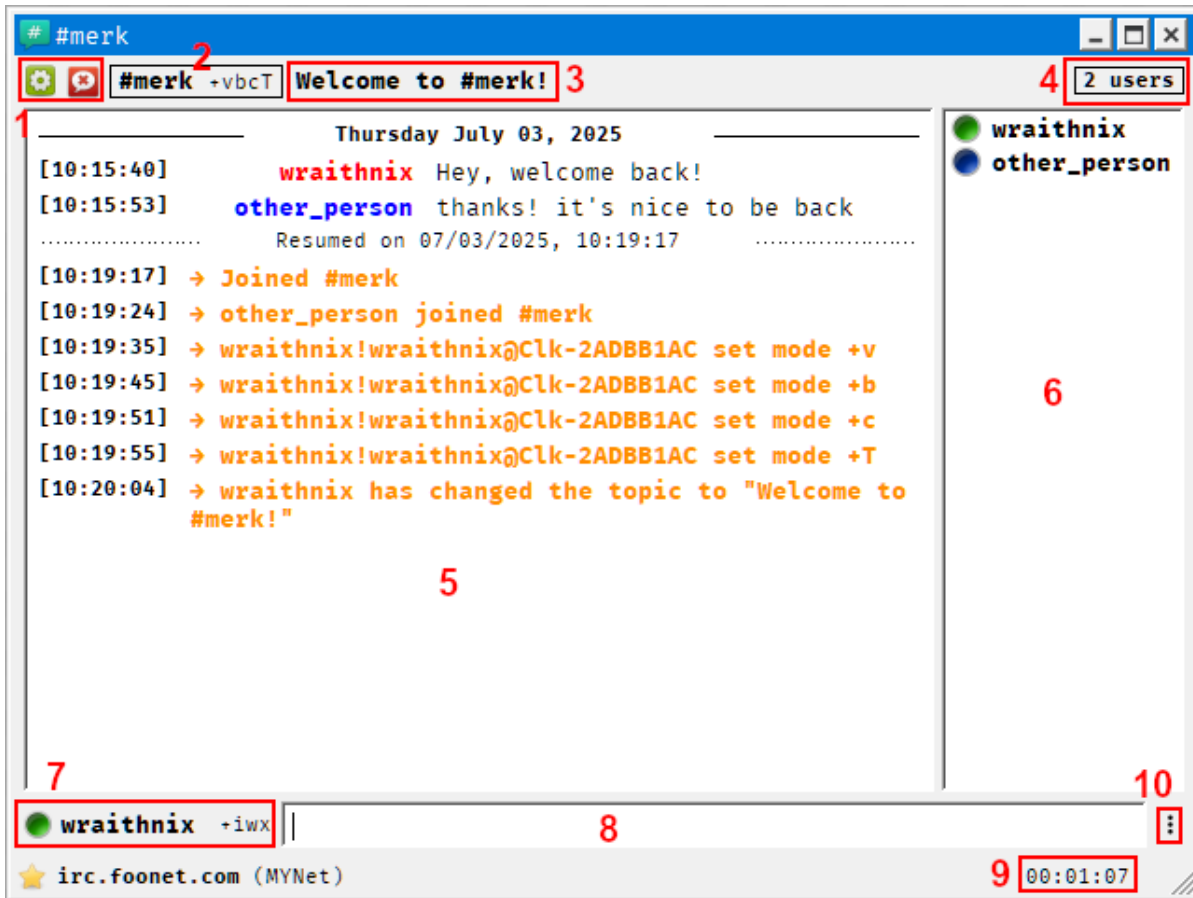 # #merk
2
#merk +vbcT Welcome to #merk! 3 4 2 users
1
Thursday July 03, 2025
wraithnix
[10:15:40] wraithnix Hey, welcome back!
other_person
[10:15:53] other_person thanks! it's nice to be back
Resumed on 07/03/2025, 10:19:17
[10:19:17] → Joined #merk
[10:19:24] → other_person joined #merk
[10:19:35] → wraithnix!wraithnix@Clk-2ADBB1AC set mode +v
[10:19:45] → wraithnix!wraithnix@Clk-2ADBB1AC set mode +b
6
[10:19:51] → wraithnix!wraithnix@Clk-2ADBB1AC set mode +c
[10:19:55] → wraithnix!wraithnix@Clk-2ADBB1AC set mode +T
[10:20:04] → wraithnix has changed the topic to "Welcome to
#merk!"
5
7
10
wraithnix +iwx 8
irc.foonet.com (MYNet) 9 00:01:07